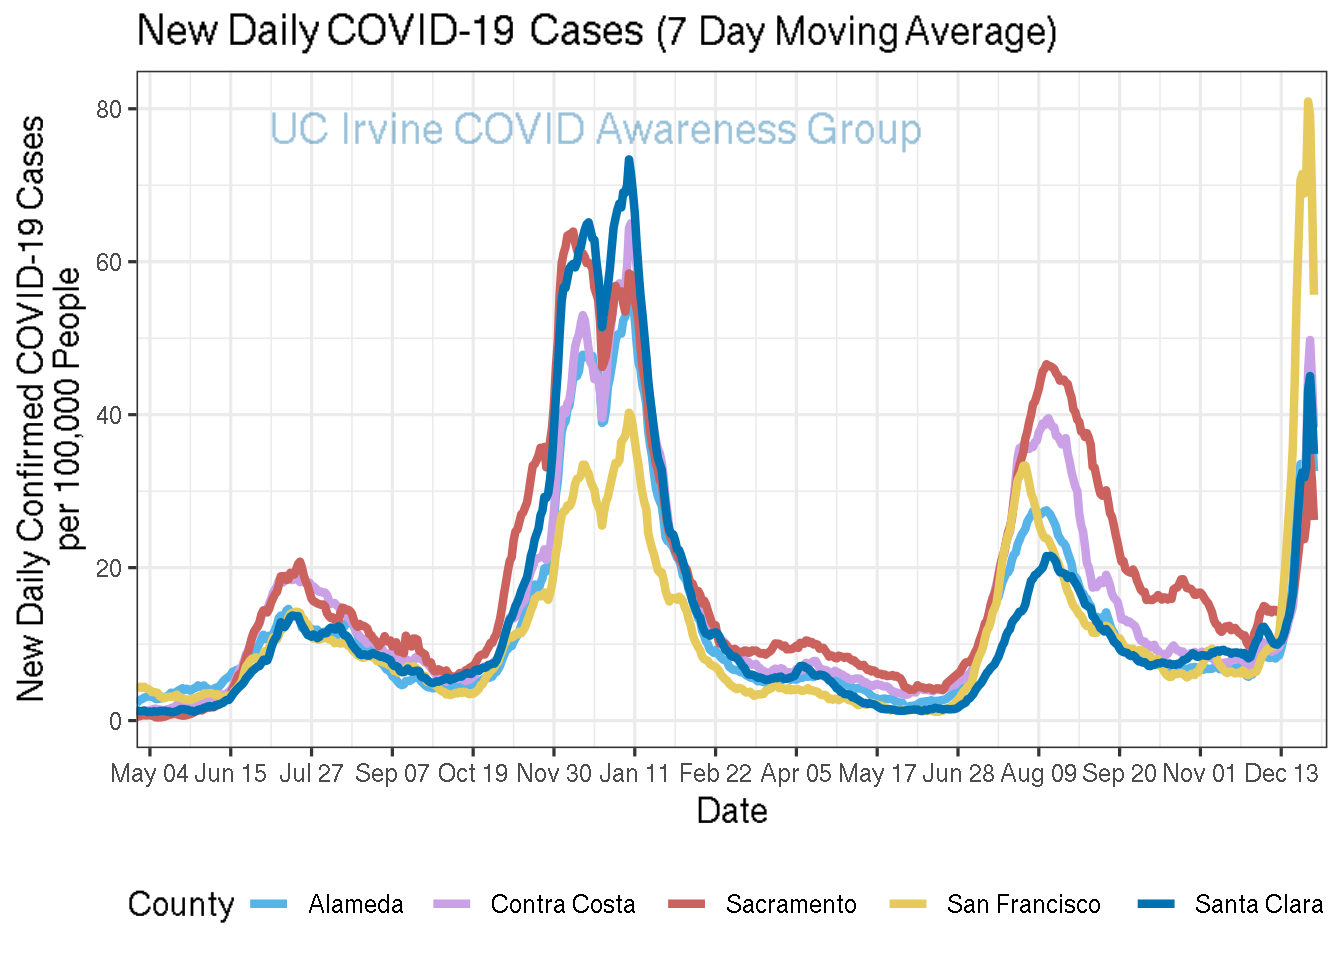 New Daily COVID-19 Cases (7 Day Moving Average)
UC Irvine COVID Awareness Group
New Daily Confirmed COVID-19 Cases
per 100,000 People
80
60
40
20
0
May 04 Jun 15 Jul 27 Sep 07 Oct 19 Nov 30 Jan 11 Feb 22 Apr 05 May 17 Jun 28 Aug 09 Sep 20 Nov 01 Dec 13
Date
County Alameda Contra Costa Sacramento San Francisco Santa Clara